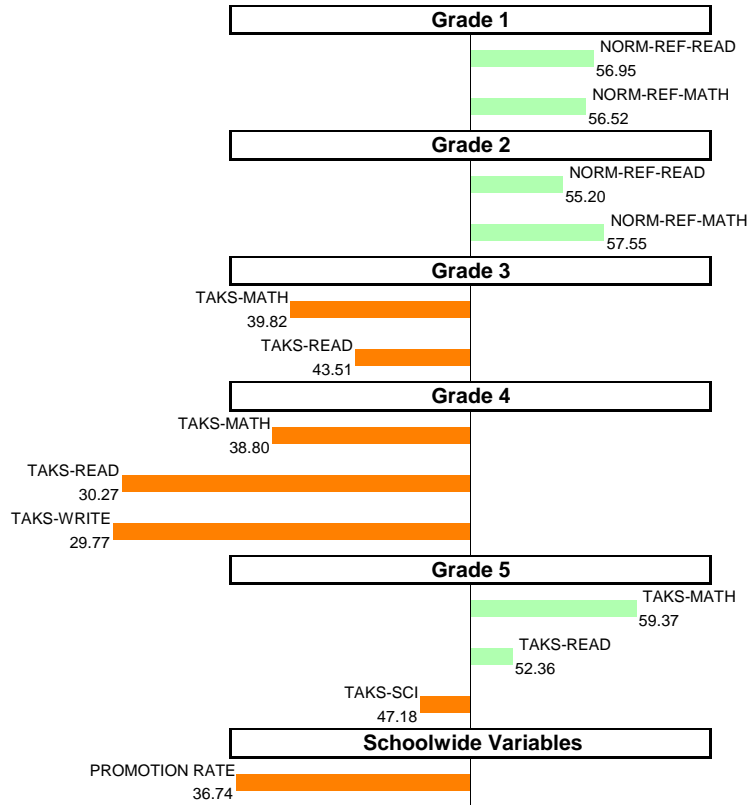 Grade 1
NORM-REF-READ
56.95
NORM-REF-MATH
56.52
Grade 2
NORM-REF-READ
55.20
NORM-REF-MATH
57.55
Grade 3
TAKS-MATH
39.82
TAKS-READ
43.51
Grade 4
TAKS-MATH
38.80
TAKS-READ
30.27
TAKS-WRITE
29.77
Grade 5
TAKS-MATH
59.37
TAKS-READ
52.36
TAKS-SCI
47.18
Schoolwide Variables
PROMOTION RATE
36.74